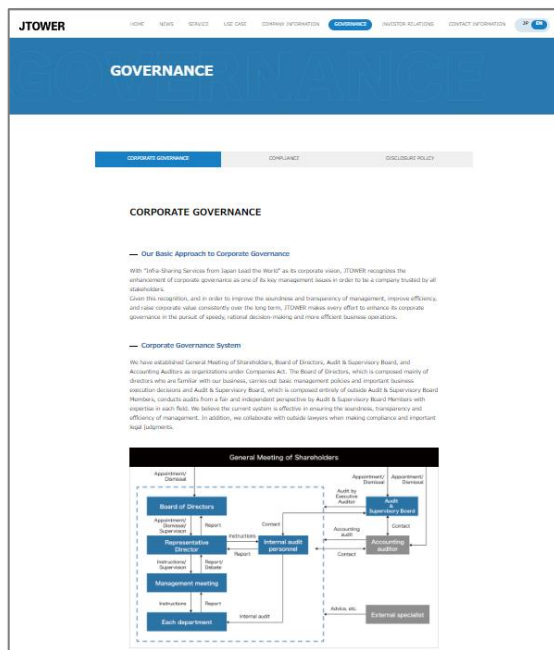 JTOWER
HOME NEWS SERVICE USE CASE COMPANY INFORMATION GOVERNANCE INVESTOR RELATIONS CONTACT INFORMATION JP EN
GOVERNANCE
CORPORATE GOVERNANCE COMPLIANCE DISCLOSURE POLICY
CORPORATE GOVERNANCE
Our Basic Approach to Corporate Governance
With "Infra-Sharing Services from Japan Lead the World" as its corporate vision, JTOWER recognizes the
enhancement of corporate governance as one of its key management issues in order to be a company trusted by all
stakeholders.
Given this recognition, and in order to improve the soundness and transparency of management, improve efficiency,
and raise corporate value consistently over the long term, JTOWER makes every effort to enhance its corporate
governance in the pursuit of speedy, rational decision-making and more efficient business operations.
Corporate Governance System
We have established General Meeting of Shareholders, Board of Directors, Audit & Supervisory Board, and
Accounting Auditors as organizations under Companies Act. The Board of Directors, which is composed mainly of
directors who are familiar with our business, carries out basic management policies and important business
execution decisions and Audit & Supervisory Board, which is composed entirely of outside Audit & Supervisory Board
Members, conducts audits from a fair and independent perspective by Audit & Supervisory Board Members with
expertise in each field. We believe the current system is effective in ensuring the soundness, transparency and
efficiency of management. In addition, we collaborate with outside lawyers when making compliance and important
legal judgments.
General Meeting of Shareholders
Appointment/
Dismissal
Appointment/
Dismissal
Appointment/
Dismissal
Audit by
Executive
Auditor
Board of Directors
Audit
&
Supervisory Board
Appointment/
Dismissal/
Supervision
Report
Contact
Contact
Instructions
Accounting
audit
Representative
Director
Internal audit
personnel
Accounting
auditor
Report
Contact
Instructions/
Supervision
Report/
Debate
Management meeting
Instructions
Report
Internal audit
Advice, etc.
Each department
External specialist